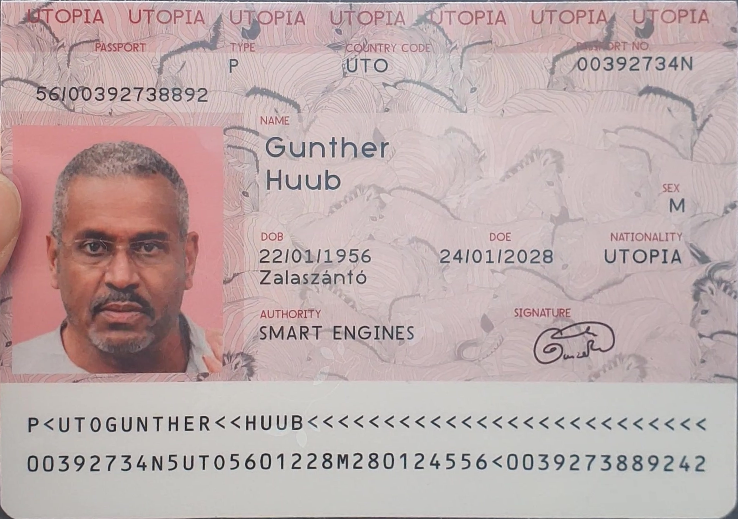 UTOPIA UTOPIA UTOPIA UTOPIA UTOPIA UTOPIA UTOPIA
PASSPORT TYPE COUNTRY CODE PASSPORT NO
P UTO 00392734N
56/00392738892
NAME
Gunther
Huub
SEX
M
DOB DOE NATIONALITY
22/01/1956 24/01/2028 UTOPIA
Zalaszántó
AUTHORITY SIGNATURE
SMART ENGINES
P<UTOGUNTHER<<HUUB<<<<<<<<<<<<<<<<<<<<<<<<<<
00392734N5UTO5601228M280124556<0039273889242